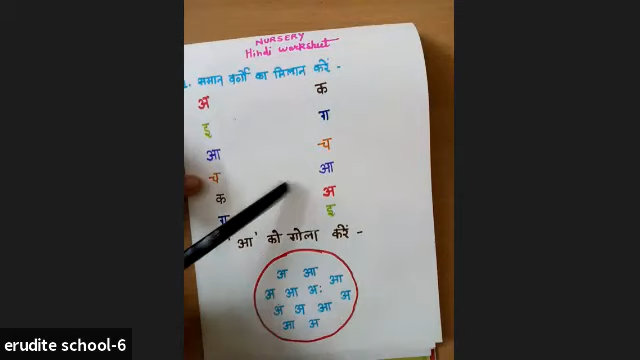 NURSERY
Hindi Worksheet
समान वर्णों का मिलान करें -
अ क
इ ग
आ च
च आ
क अ
ग इ
'आ' को गोला करें -
अ आ
आ
अ आ अः अ
अं अ आ
आ अ
erudite school-6